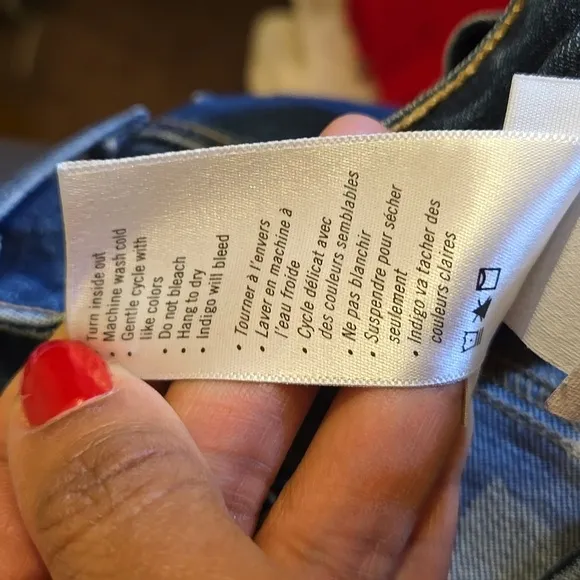 Turn inside out
• Machine wash cold
• Gentle cycle with
like colors
• Do not bleach
• Hang to dry
• Indigo will bleed
• Tourner à l'envers
• Laver en machine à
l'eau froide
• Cycle délicat avec
des couleurs semblables
• Ne pas blanchir
• Suspendre pour sécher
seulement
• Indigo va tacher des
couleurs claires